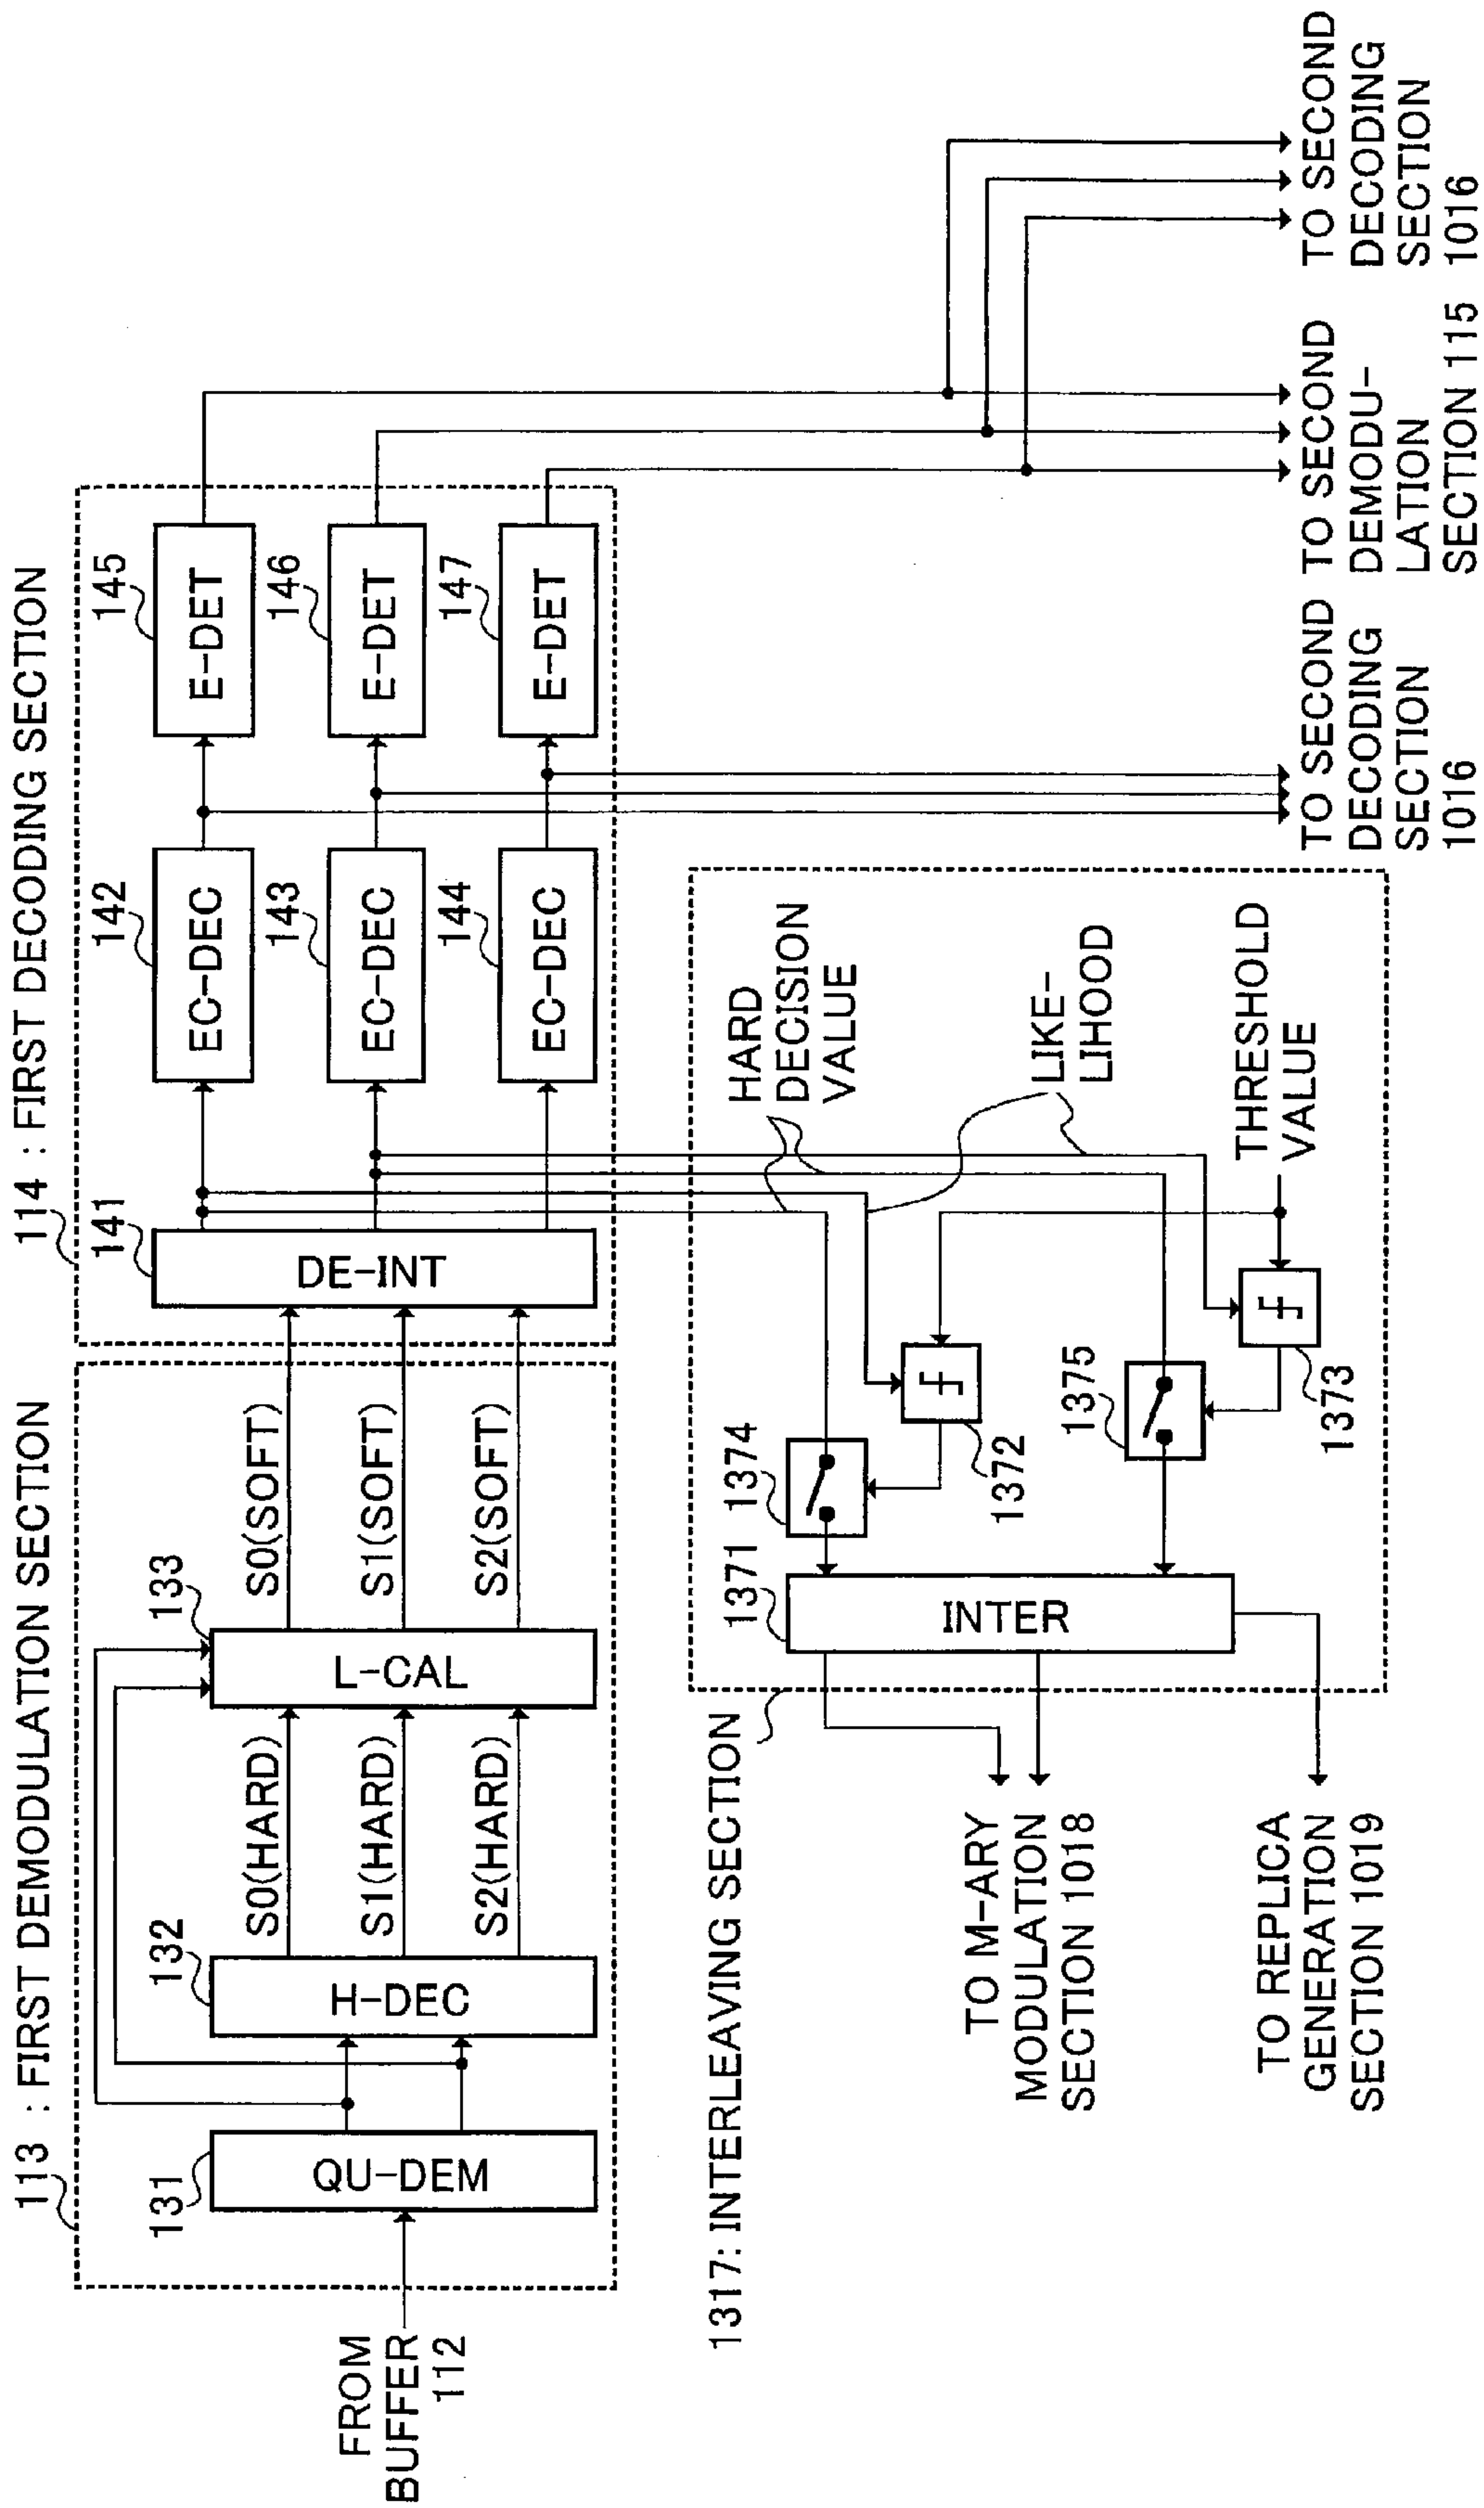 113 : FIRST DEMODULATION SECTION
114 : FIRST DECODING SECTION
FROM
BUFFER
112
131
QU-DEM
132
H-DEC
S0(HARD)
S1(HARD)
S2(HARD)
133
L-CAL
S0(SOFT)
S1(SOFT)
S2(SOFT)
141
DE-INT
142
EC-DEC
143
EC-DEC
144
EC-DEC
145
E-DET
146
E-DET
147
E-DET
1317: INTERLEAVING SECTION
TO M-ARY
MODULATION
SECTION 1018
TO REPLICA
GENERATION
SECTION 1019
1371
INTER
1374
1372
1375
1373
HARD
DECISION
VALUE
LIKE-
LIHOOD
THRESHOLD
VALUE
TO SECOND
DECODING
SECTION
1016
TO SECOND
DEMODU-
LATION
SECTION 115
TO SECOND
DECODING
SECTION
1016